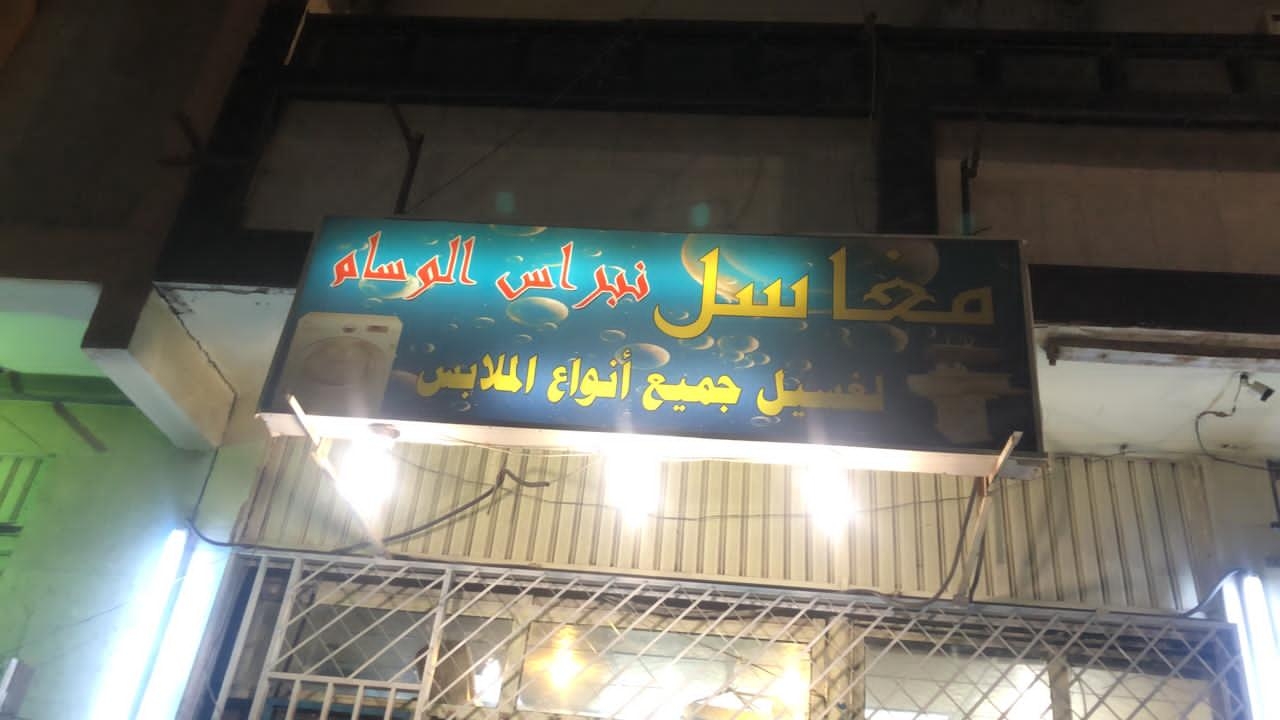 مغاسل نبراس الوسام
لغسيل جميع أنواع الملابس